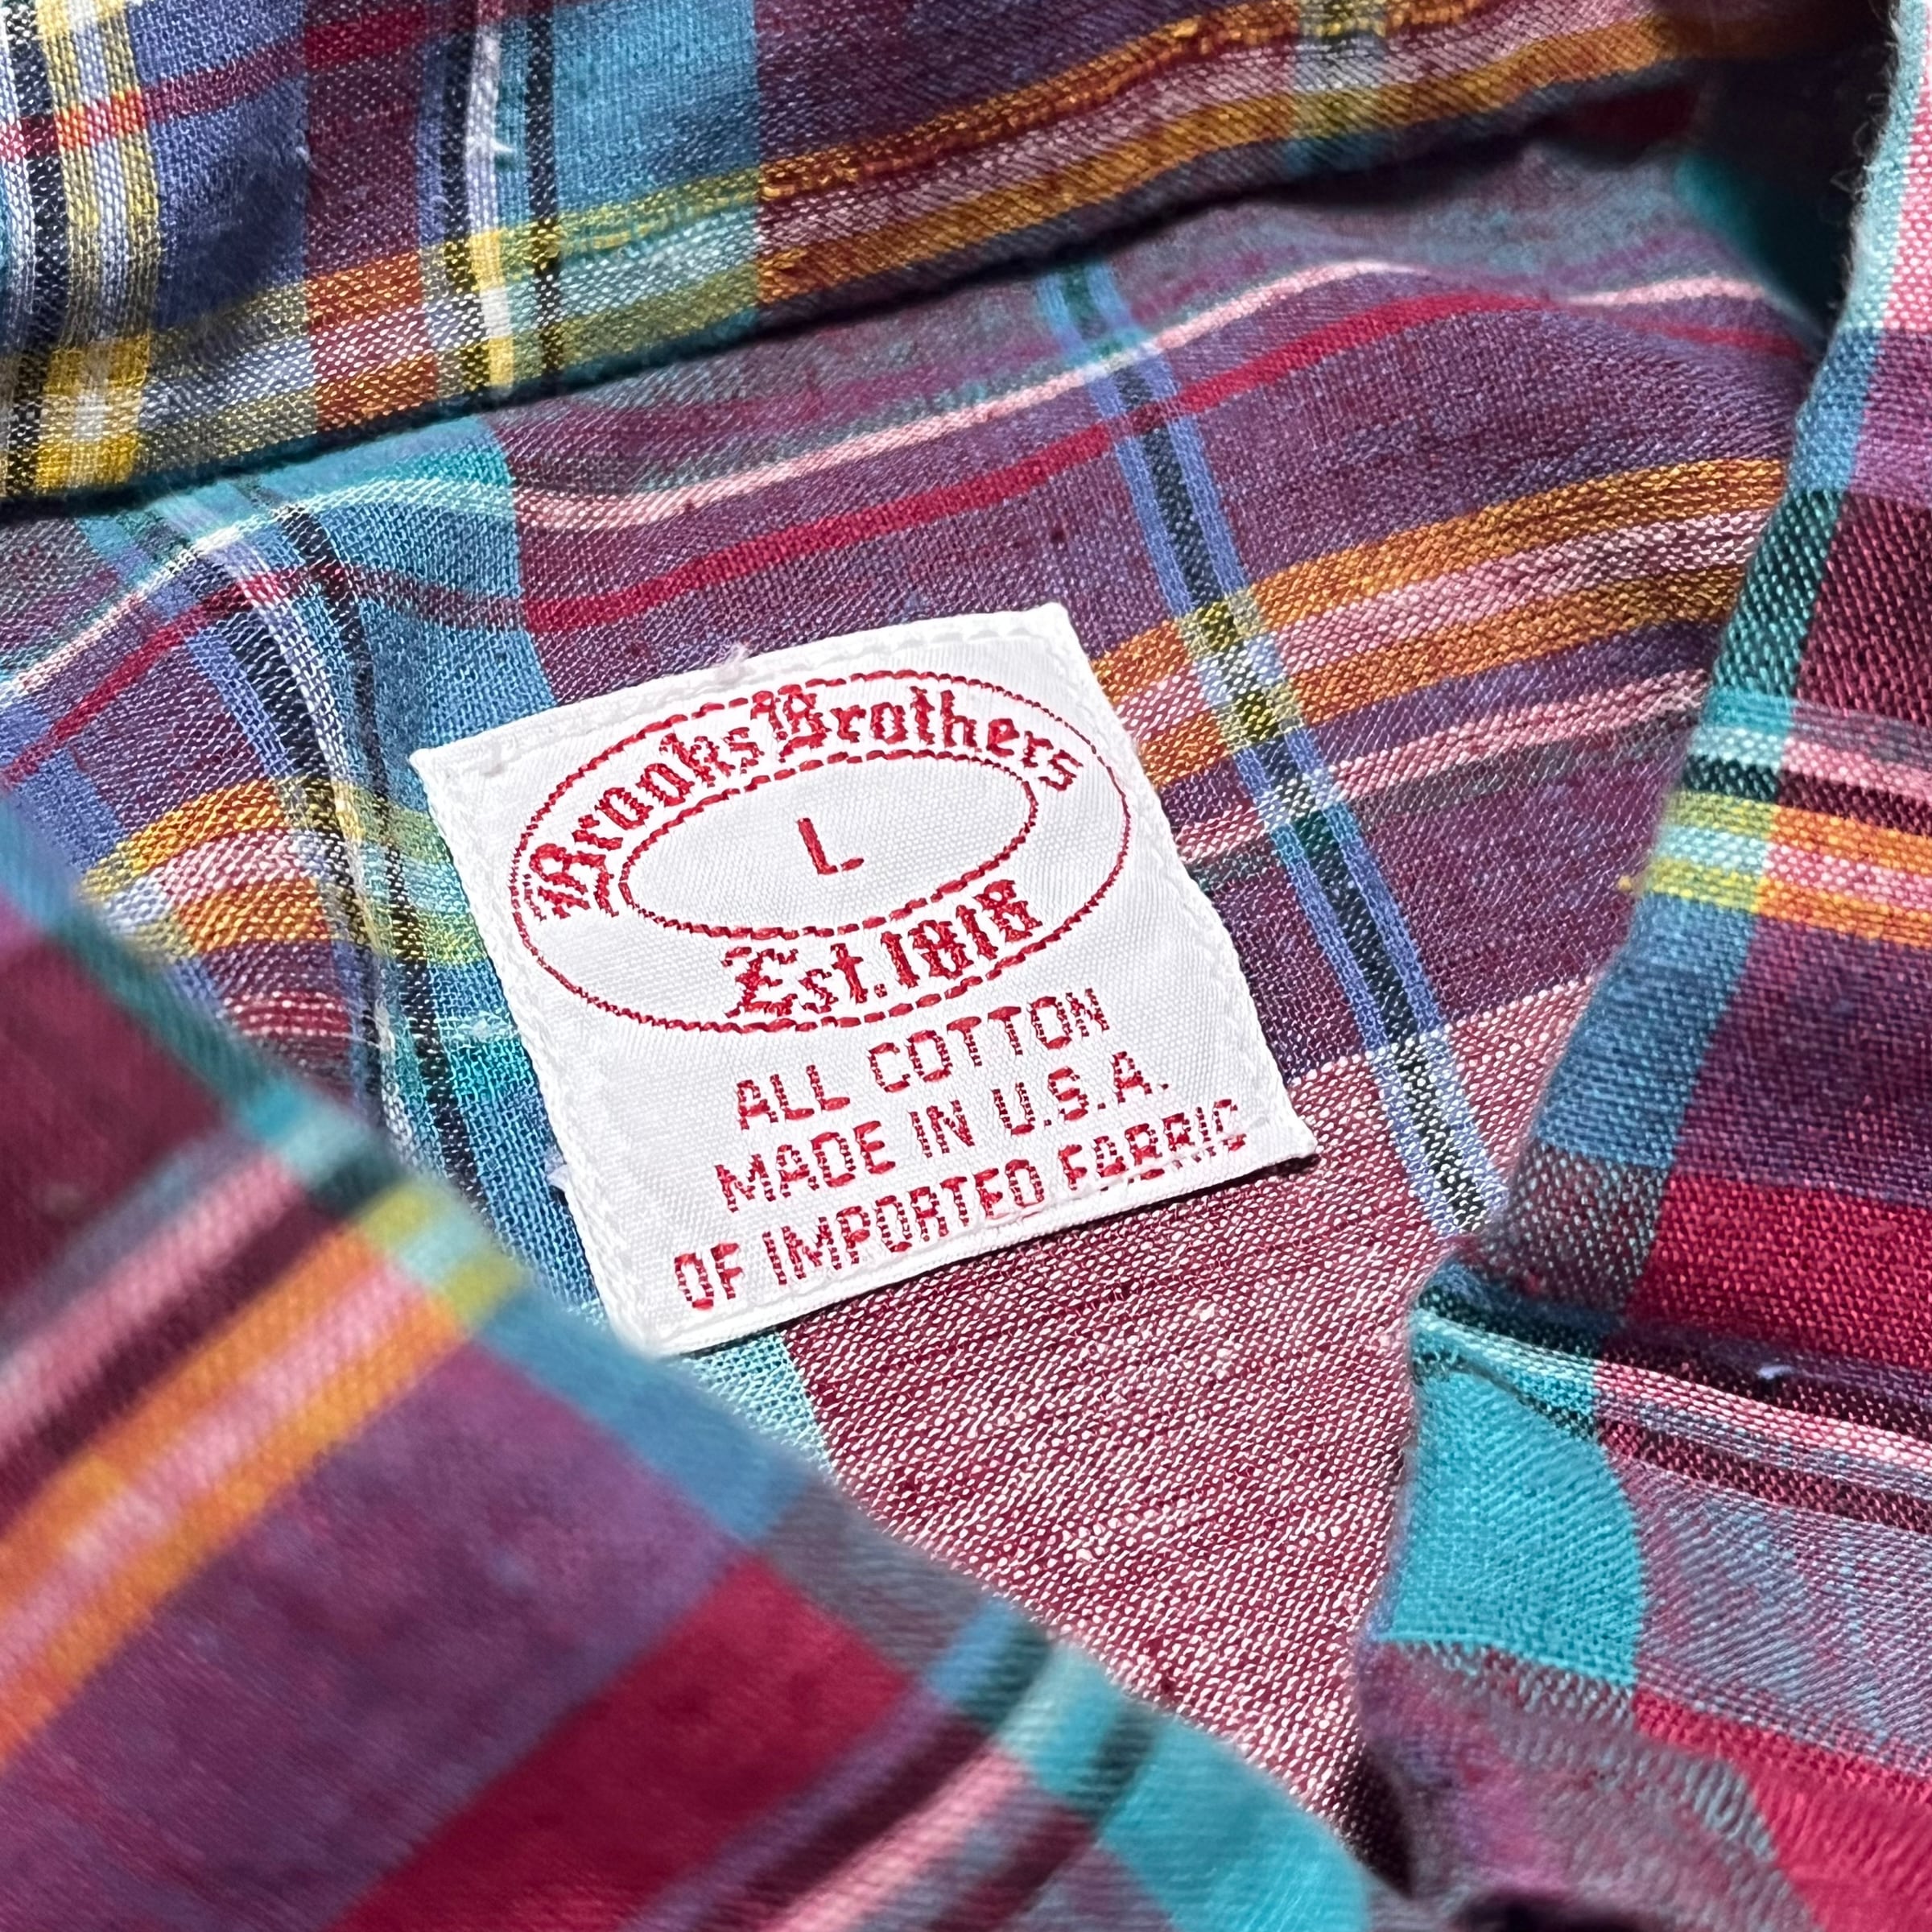 Brooks Brothers
L
Est. 1818
ALL COTTON
MADE IN U.S.A.
OF IMPORTED FABRIC